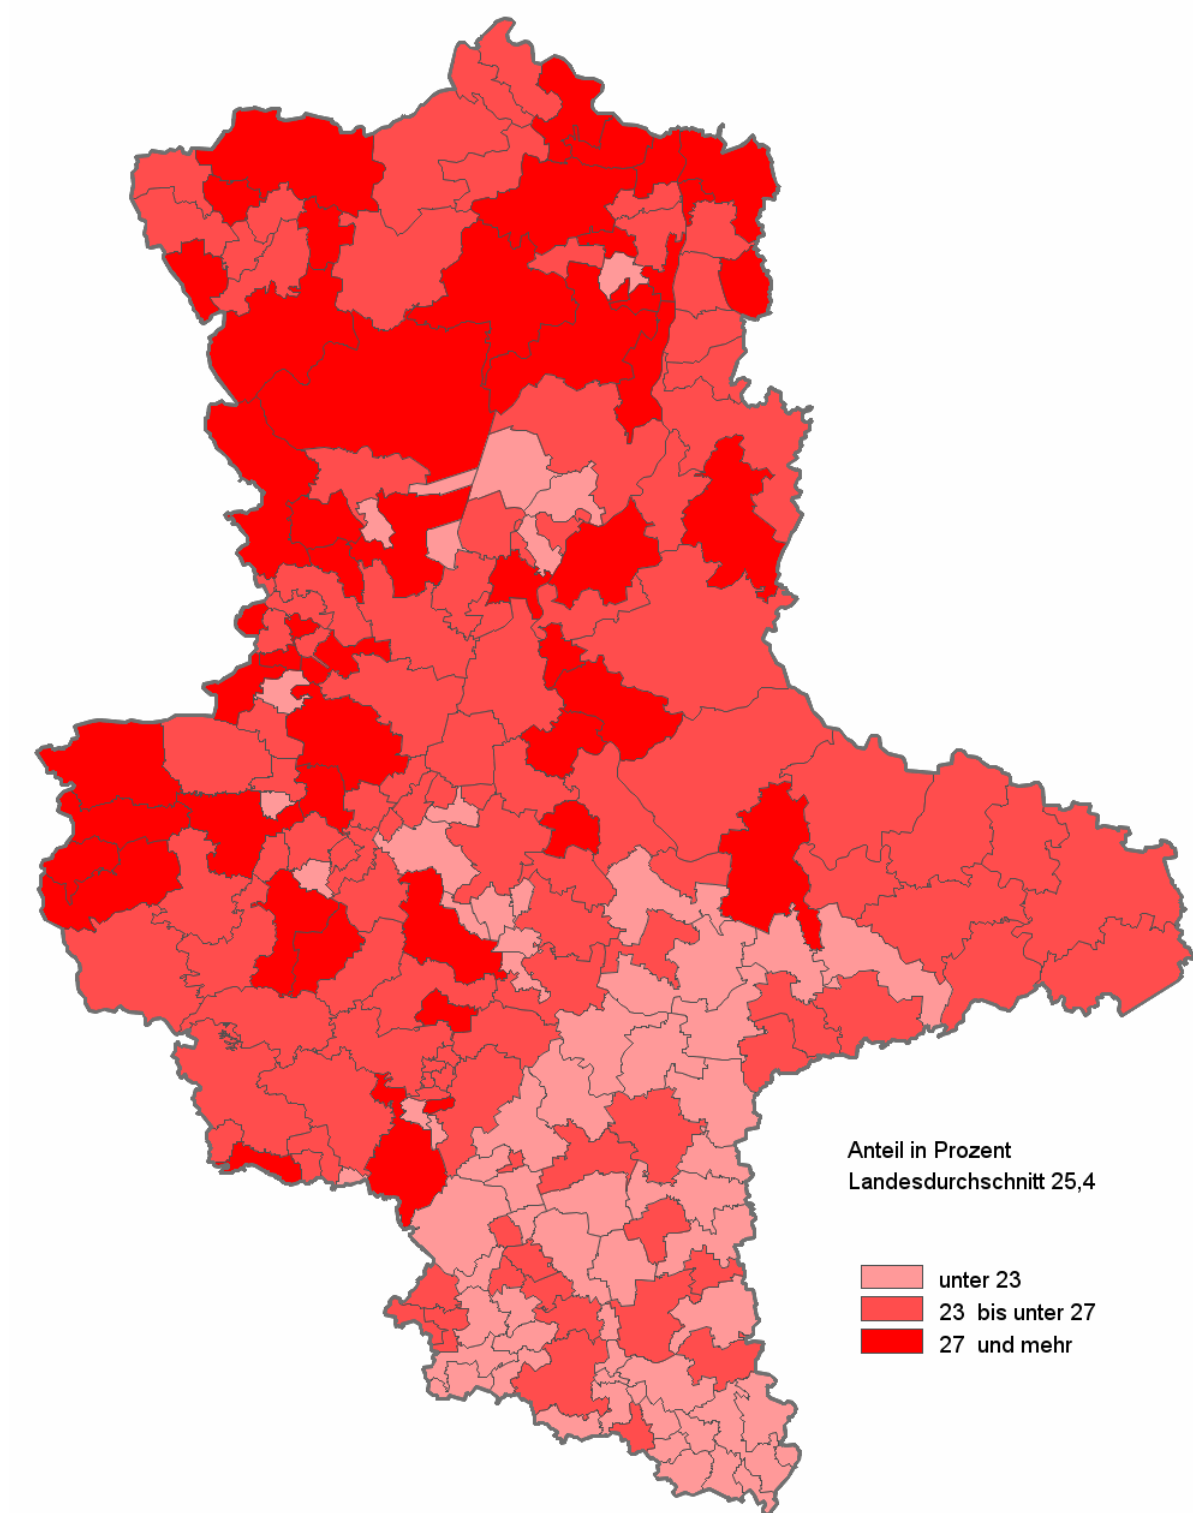 Anteil in Prozent
Landesdurchschnitt 25,4
unter 23
23 bis unter 27
27 und mehr